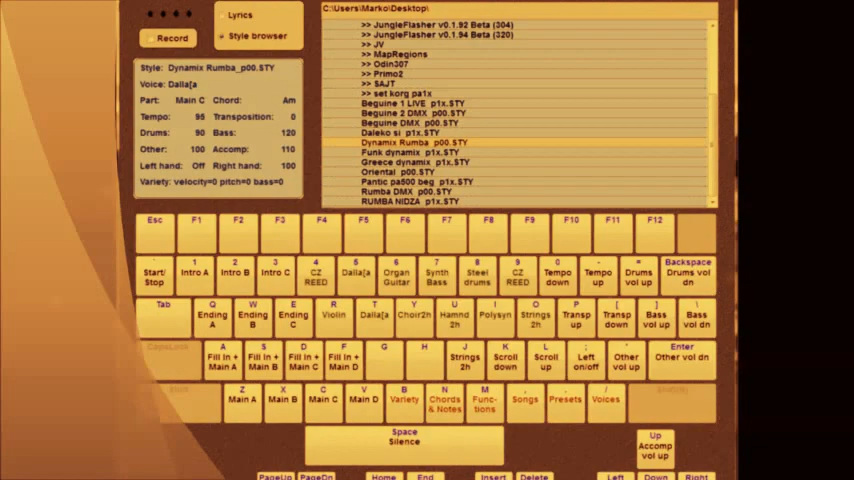 Lyrics
Style browser
Record
C:\Users\Marko\Desktop\
>> JungleFlasher v0.1.92 Beta (304)
>> JungleFlasher v0.1.94 Beta (320)
>> JV
>> MapRegions
>> Odin307
>> Primo2
>> SAJT
>> set korg pa1x
Beguine 1 LIVE p1x.STY
Beguine 2 DMX p00.STY
Beguine DMX p00.STY
Daleko si p1x.STY
Dynamix Rumba p00.STY
Funk dynamix p1x.STY
Greece dynamix p1x.STY
Oriental p00.STY
Pantic pa500 beg p1x.STY
Rumba DMX p00.STY
RUMBA NIDZA p1x.STY
Style: Dynamix Rumba_p00.STY
Voice: Dalla[a
Part: Main C Chord: Am
Tempo: 95 Transposition: 0
Drums: 90 Bass: 120
Other: 100 Accomp: 110
Left hand: Off Right hand: 100
Variety: velocity=0 pitch=0 bass=0
Esc F1 F2 F3 F4 F5 F6 F7 F8 F9 F10 F11 F12
` 1 2 3 4 5 6 7 8 9 0 - = Backspace
Start/ Intro A Intro B Intro C CZ Dalla[a Organ Synth Steel CZ Tempo Tempo Drums Drums vol
Stop REED Guitar Bass drums REED down up vol up dn
Tab Q W E R T Y U I O P [ ] \
Ending Ending Ending Violin Dalla[a Choir2h Hamnd Polysyn Strings Transp Transp Bass Bass
A B C 2h 2h up down vol up vol dn
CapsLock A S D F G H J K L ; ' Enter
Fill In + Fill In + Fill In + Fill In + Strings Scroll Scroll Left Other Other vol dn
Main A Main B Main C Main D 2h down up on/off vol up
Z X C V B N M , . / Shift(R)
Main A Main B Main C Main D Variety Chords Func- Songs Presets Voices
& Notes tions
Space
Silence
Up
Accomp
vol up
PageUp PageDn Home End Insert Delete Left Down Right